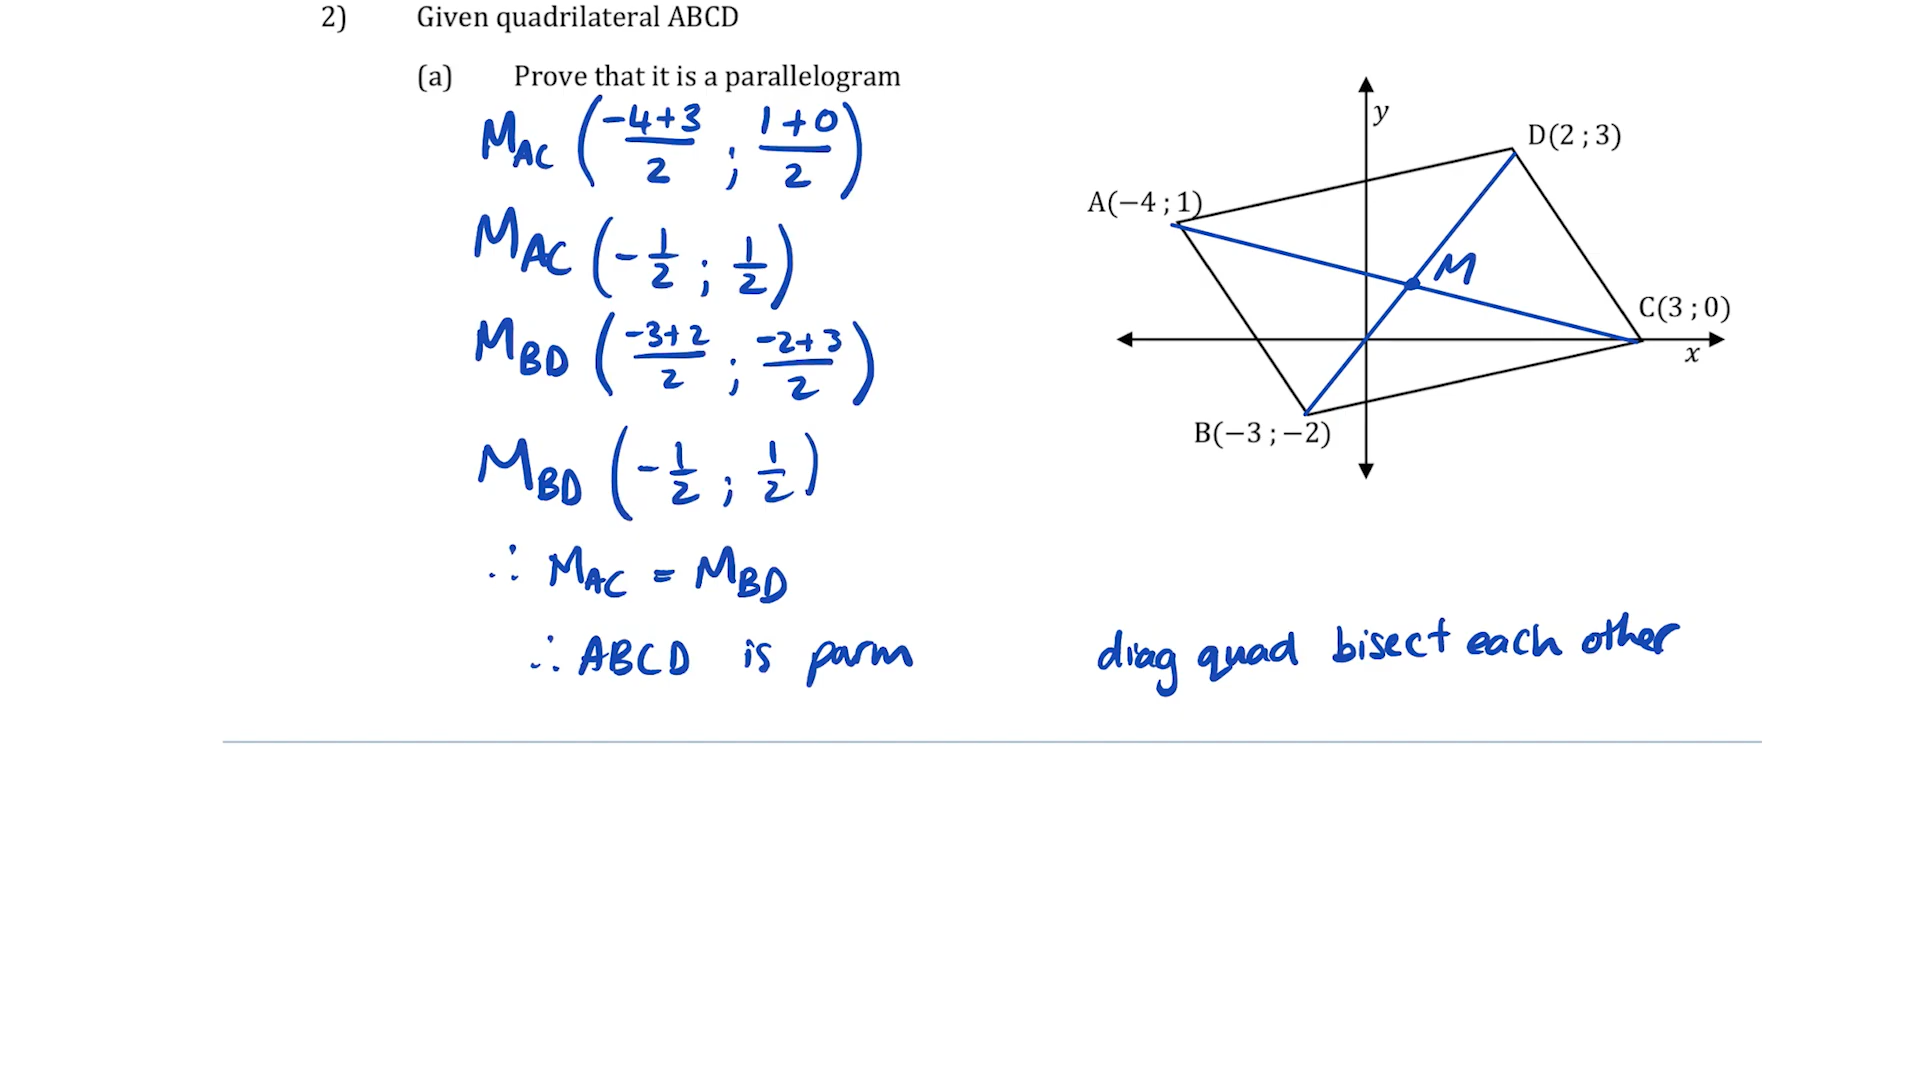 2) Given quadrilateral ABCD
(a) Prove that it is a parallelogram
M_AC (-4+3/2 ; 1+0/2)
M_AC (-1/2 ; 1/2)
M_BD (-3+2/2 ; -2+3/2)
M_BD (-1/2 ; 1/2)
∴ M_AC = M_BD
∴ ABCD is parm diag quad bisect each other
y
D(2 ; 3)
A(−4 ; 1)
M
C(3 ; 0)
x
B(−3 ; −2)